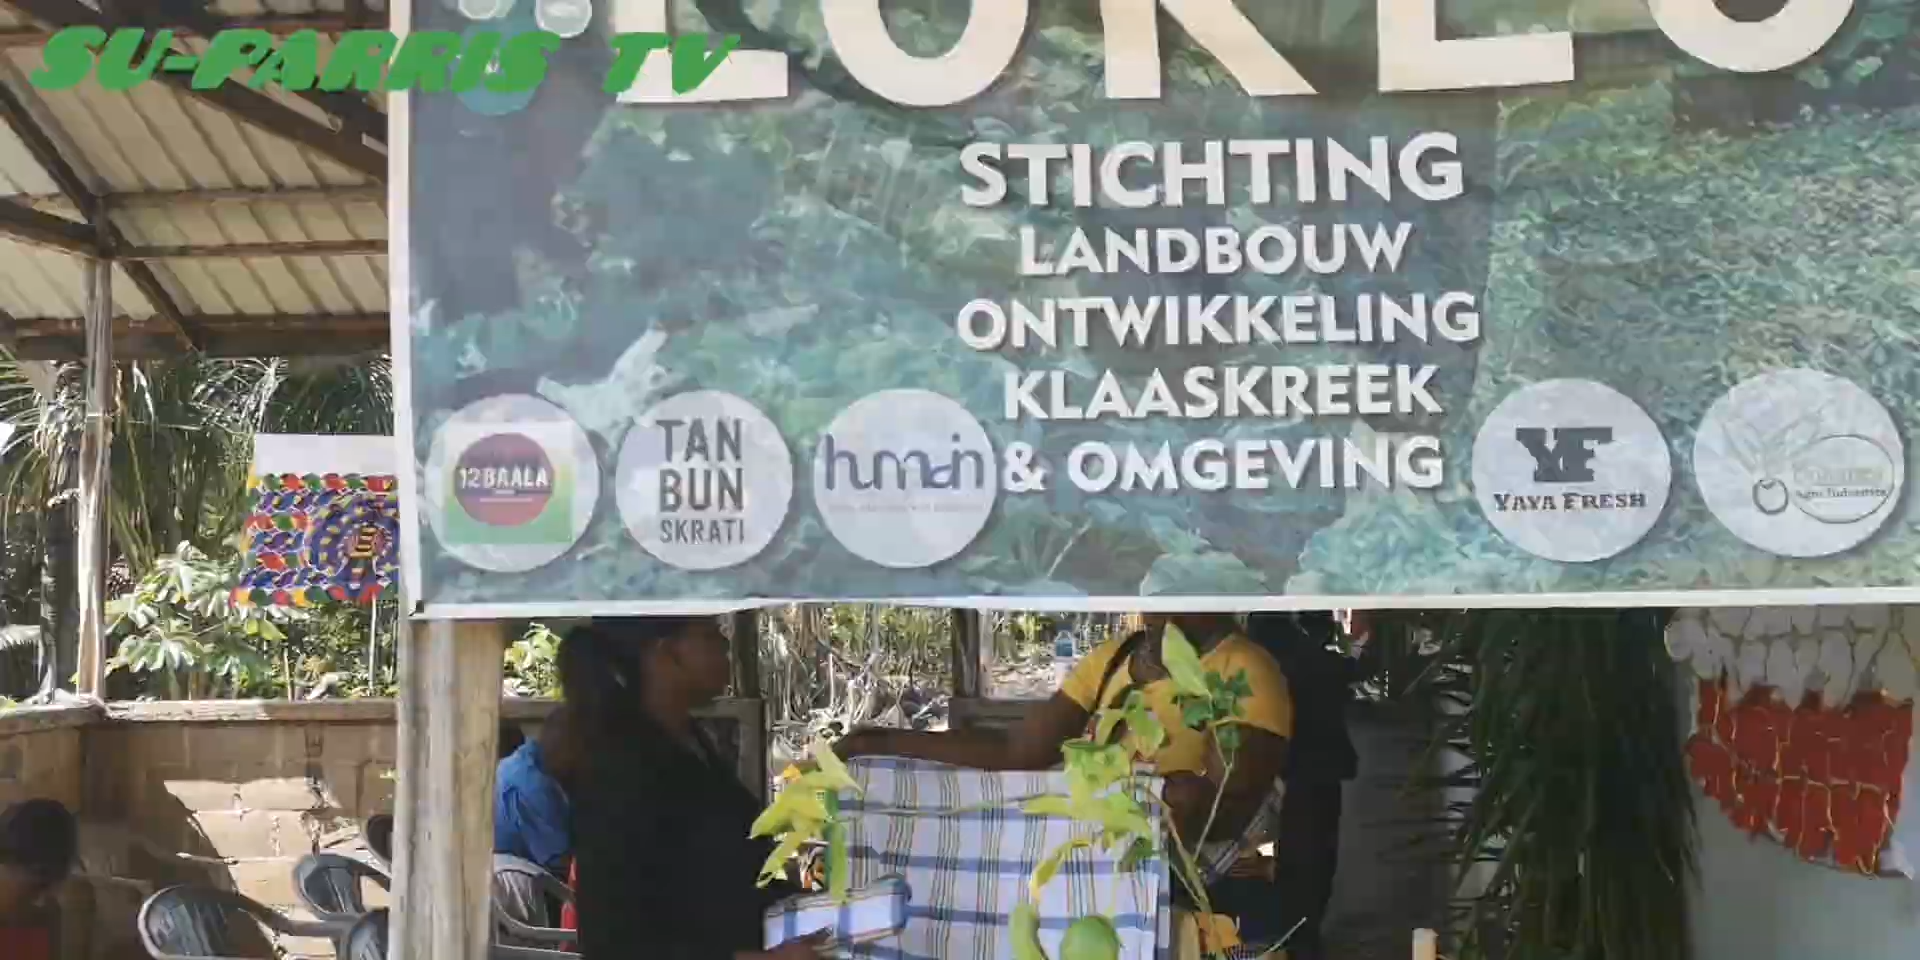 SU-PARRIS TV
STICHTING
LANDBOUW
ONTWIKKELING
KLAASKREEK
& OMGEVING
12BAALA
TAN
BUN
SKRATI
human
YF
YAYA FRESH